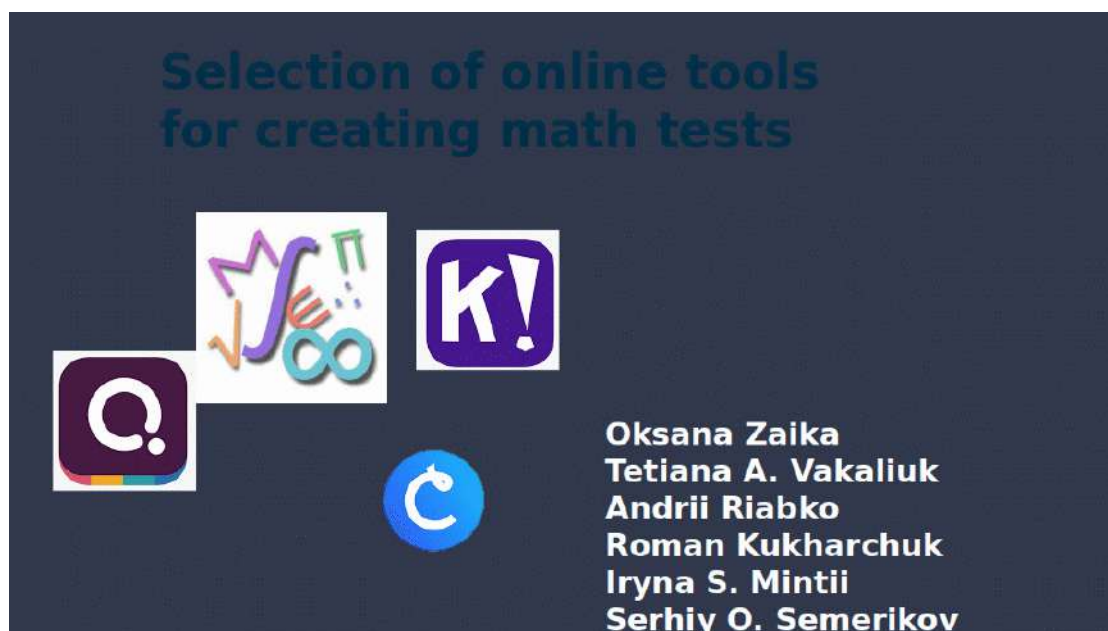 Selection of online tools
for creating math tests
K!
Oksana Zaika
Tetiana A. Vakaliuk
Andrii Riabko
Roman Kukharchuk
Iryna S. Mintii
Serhiy O. Semerikov